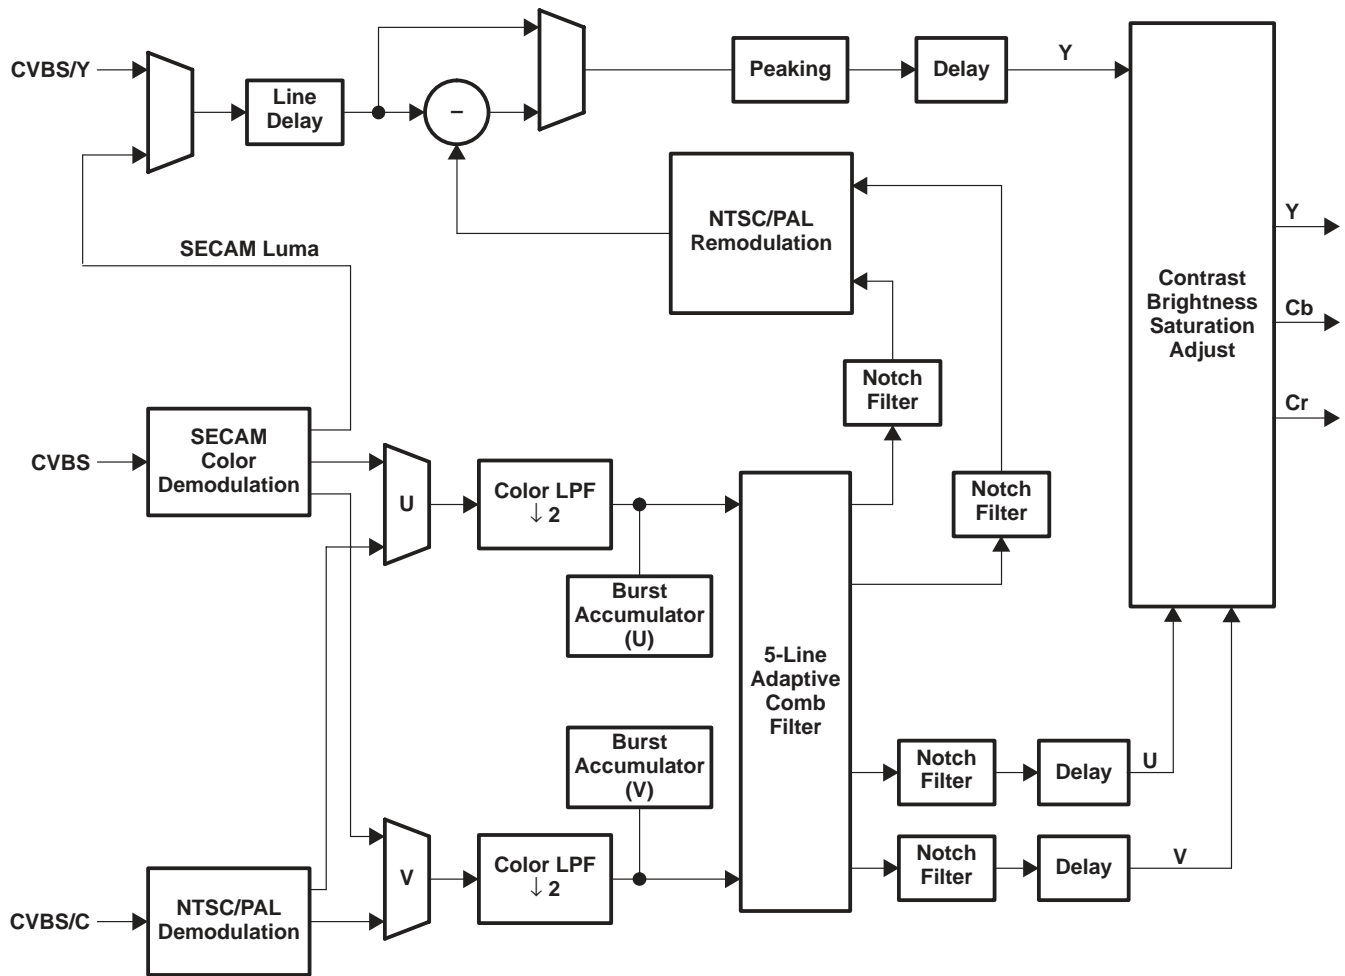 CVBS/Y
Line
Delay
–
Peaking
Delay
Y
NTSC/PAL
Remodulation
SECAM Luma
Contrast
Brightness
Saturation
Adjust
Y
Cb
Cr
Notch
Filter
Notch
Filter
CVBS
SECAM
Color
Demodulation
U
Color LPF
↓ 2
Burst
Accumulator
(U)
5-Line
Adaptive
Comb
Filter
Burst
Accumulator
(V)
Notch
Filter
Delay
U
Notch
Filter
Delay
V
V
Color LPF
↓ 2
CVBS/C
NTSC/PAL
Demodulation